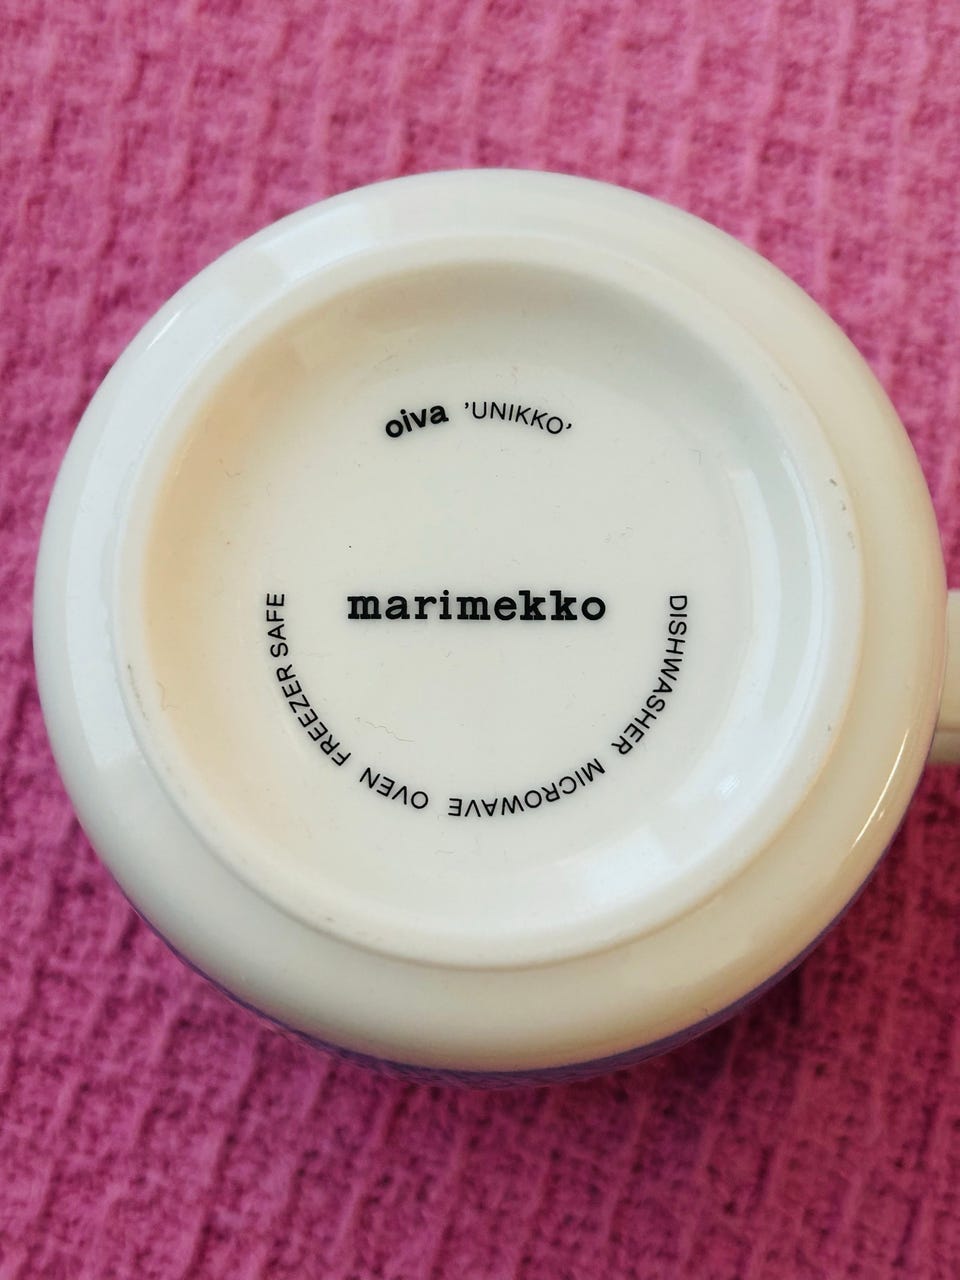 oiva ’UNIKKO’
marimekko
DISHWASHER MICROWAVE OVEN FREEZER SAFE